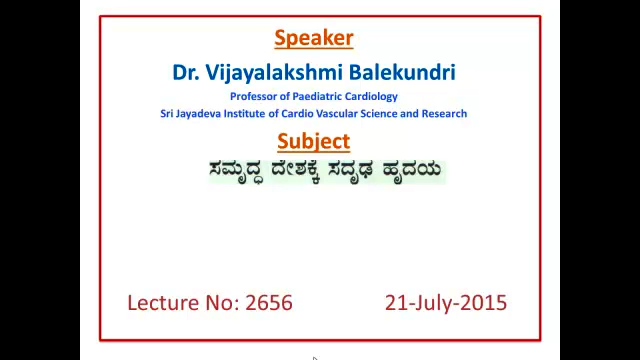 Speaker
Dr. Vijayalakshmi Balekundri
Professor of Paediatric Cardiology
Sri Jayadeva Institute of Cardio Vascular Science and Research
Subject
ಸಮೃದ್ಧ ದೇಶಕ್ಕೆ ಸದೃಢ ಹೃದಯ
Lecture No: 2656 21-July-2015